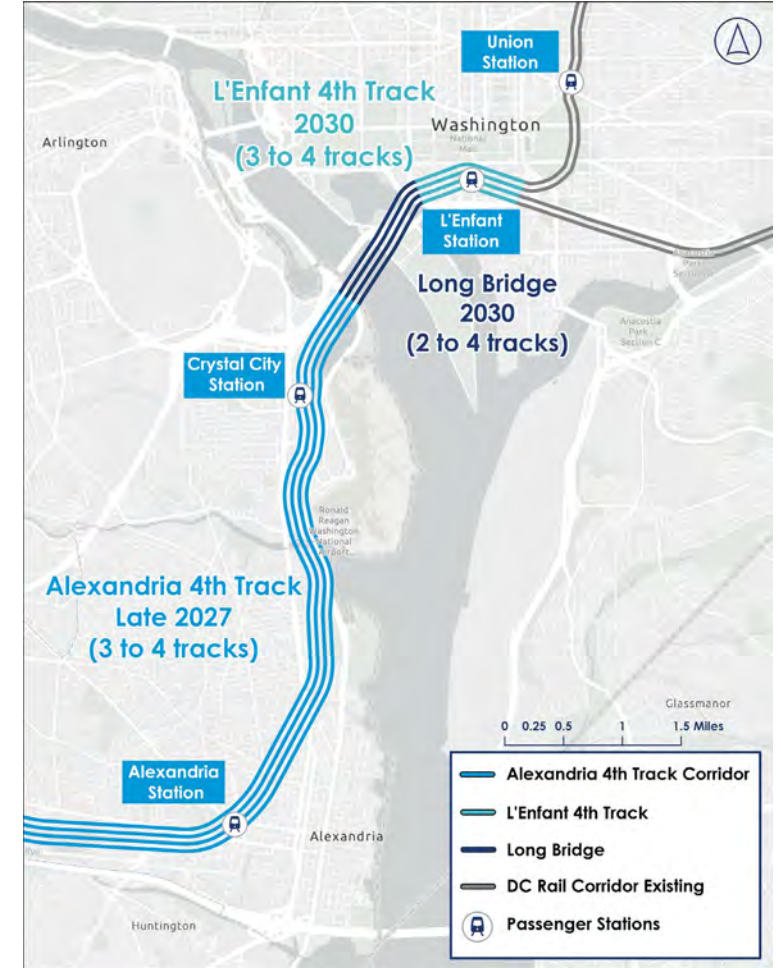 Union
Station
L'Enfant 4th Track
2030
(3 to 4 tracks)
Washington
National
Mall
Arlington
L'Enfant
Station
Anacostia
Park
Section D
Long Bridge
2030
(2 to 4 tracks)
Anacostia
Park
Section C
Crystal City
Station
Ronald
Reagan
Washington
National
Airport
Alexandria 4th Track
Late 2027
(3 to 4 tracks)
Glassmanor
0 0.25 0.5 1 1.5 Miles
Alexandria
Station
Alexandria
Huntington
Alexandria 4th Track Corridor
L'Enfant 4th Track
Long Bridge
DC Rail Corridor Existing
Passenger Stations